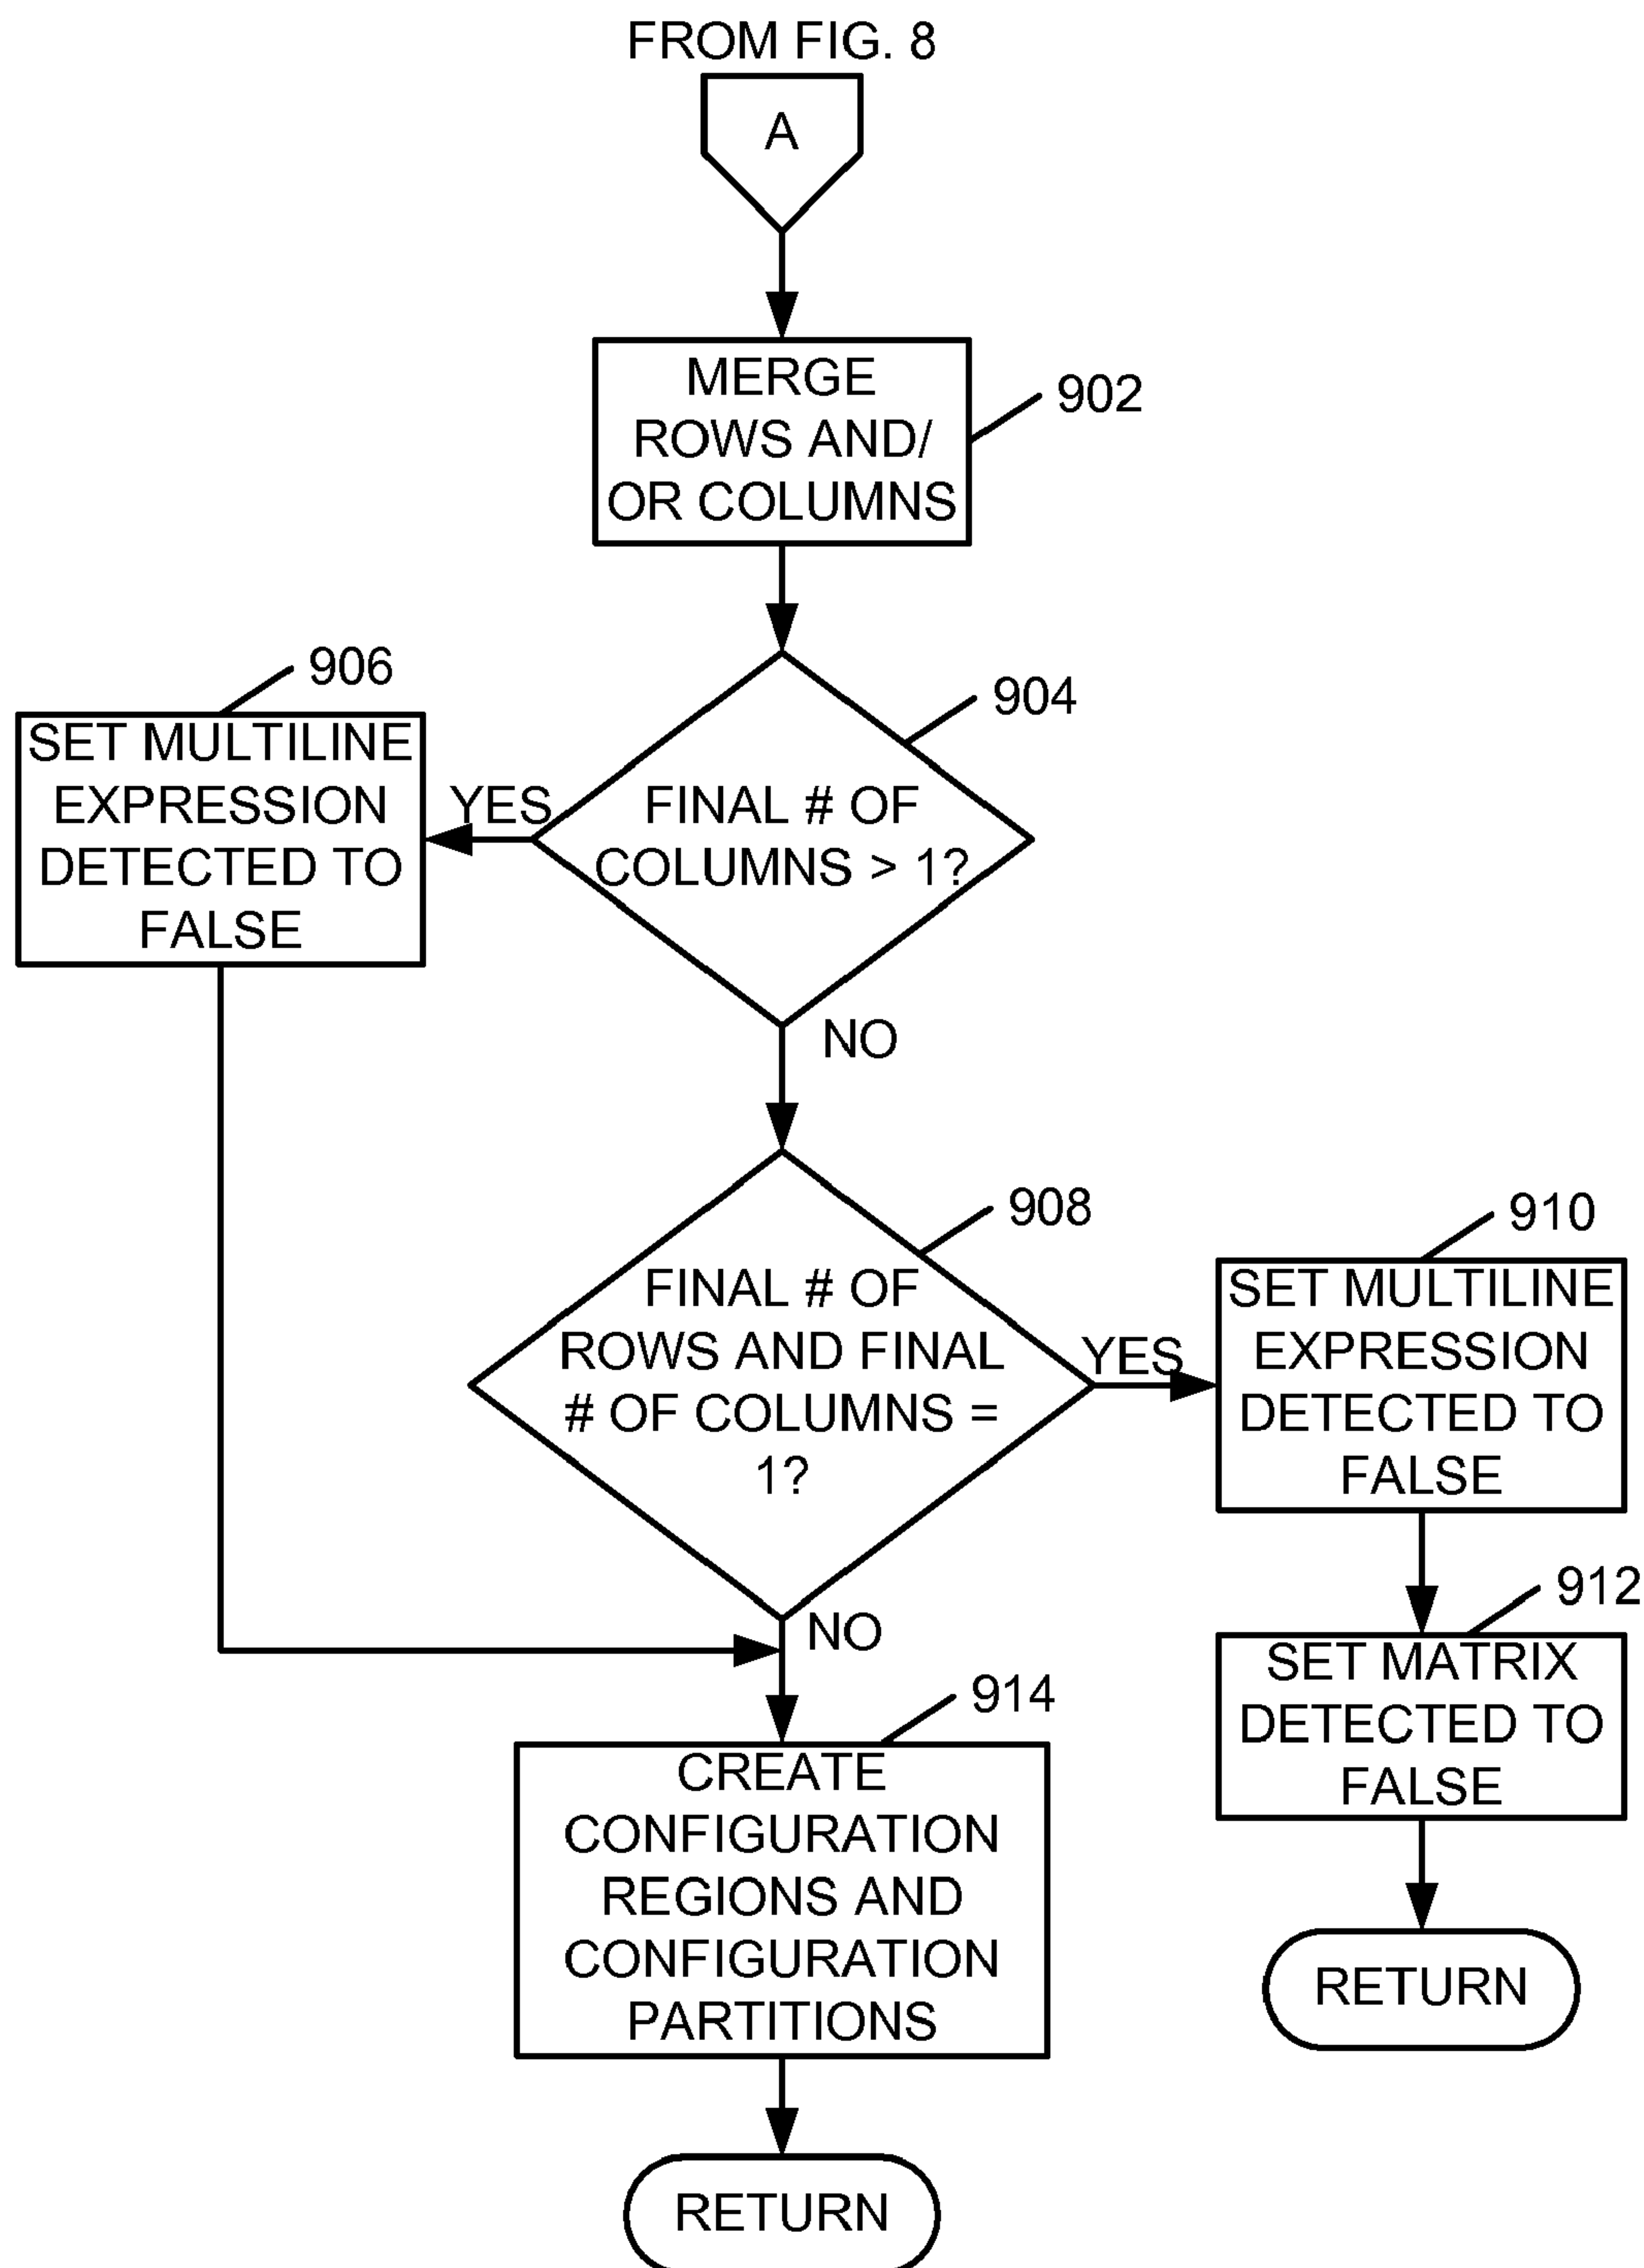 FROM FIG. 8
A
MERGE
ROWS AND/
OR COLUMNS
902
904
FINAL # OF
COLUMNS > 1?
YES
906
SET MULTILINE
EXPRESSION
DETECTED TO
FALSE
NO
908
FINAL # OF
ROWS AND FINAL
# OF COLUMNS =
1?
YES
910
SET MULTILINE
EXPRESSION
DETECTED TO
FALSE
912
SET MATRIX
DETECTED TO
FALSE
RETURN
NO
914
CREATE
CONFIGURATION
REGIONS AND
CONFIGURATION
PARTITIONS
RETURN